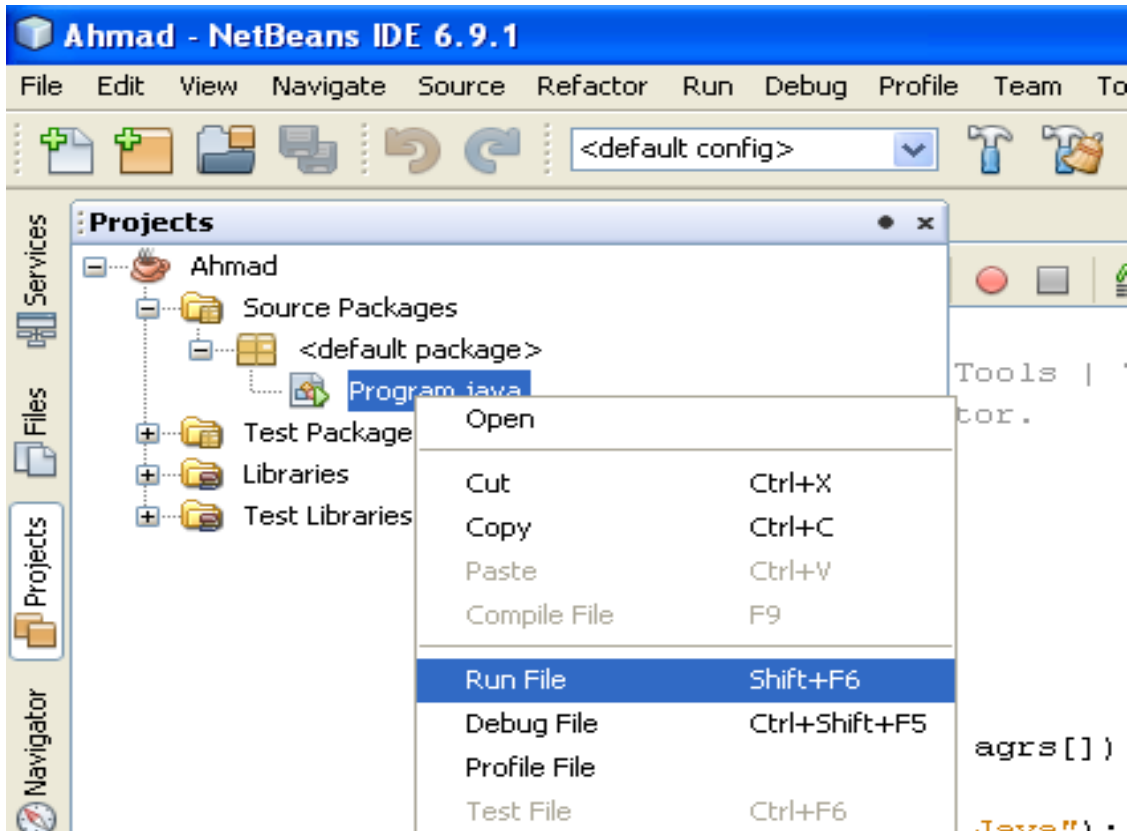 Ahmad - NetBeans IDE 6.9.1
File Edit View Navigate Source Refactor Run Debug Profile Team To
<default config>
Services
Files
Projects
Navigator
Projects
Ahmad
Source Packages
<default package>
Program.java
Test Package
Libraries
Test Libraries
Open
Cut Ctrl+X
Copy Ctrl+C
Paste Ctrl+V
Compile File F9
Run File Shift+F6
Debug File Ctrl+Shift+F5
Profile File
Test File Ctrl+F6
Tools |
tor.
agrs[])
Java");